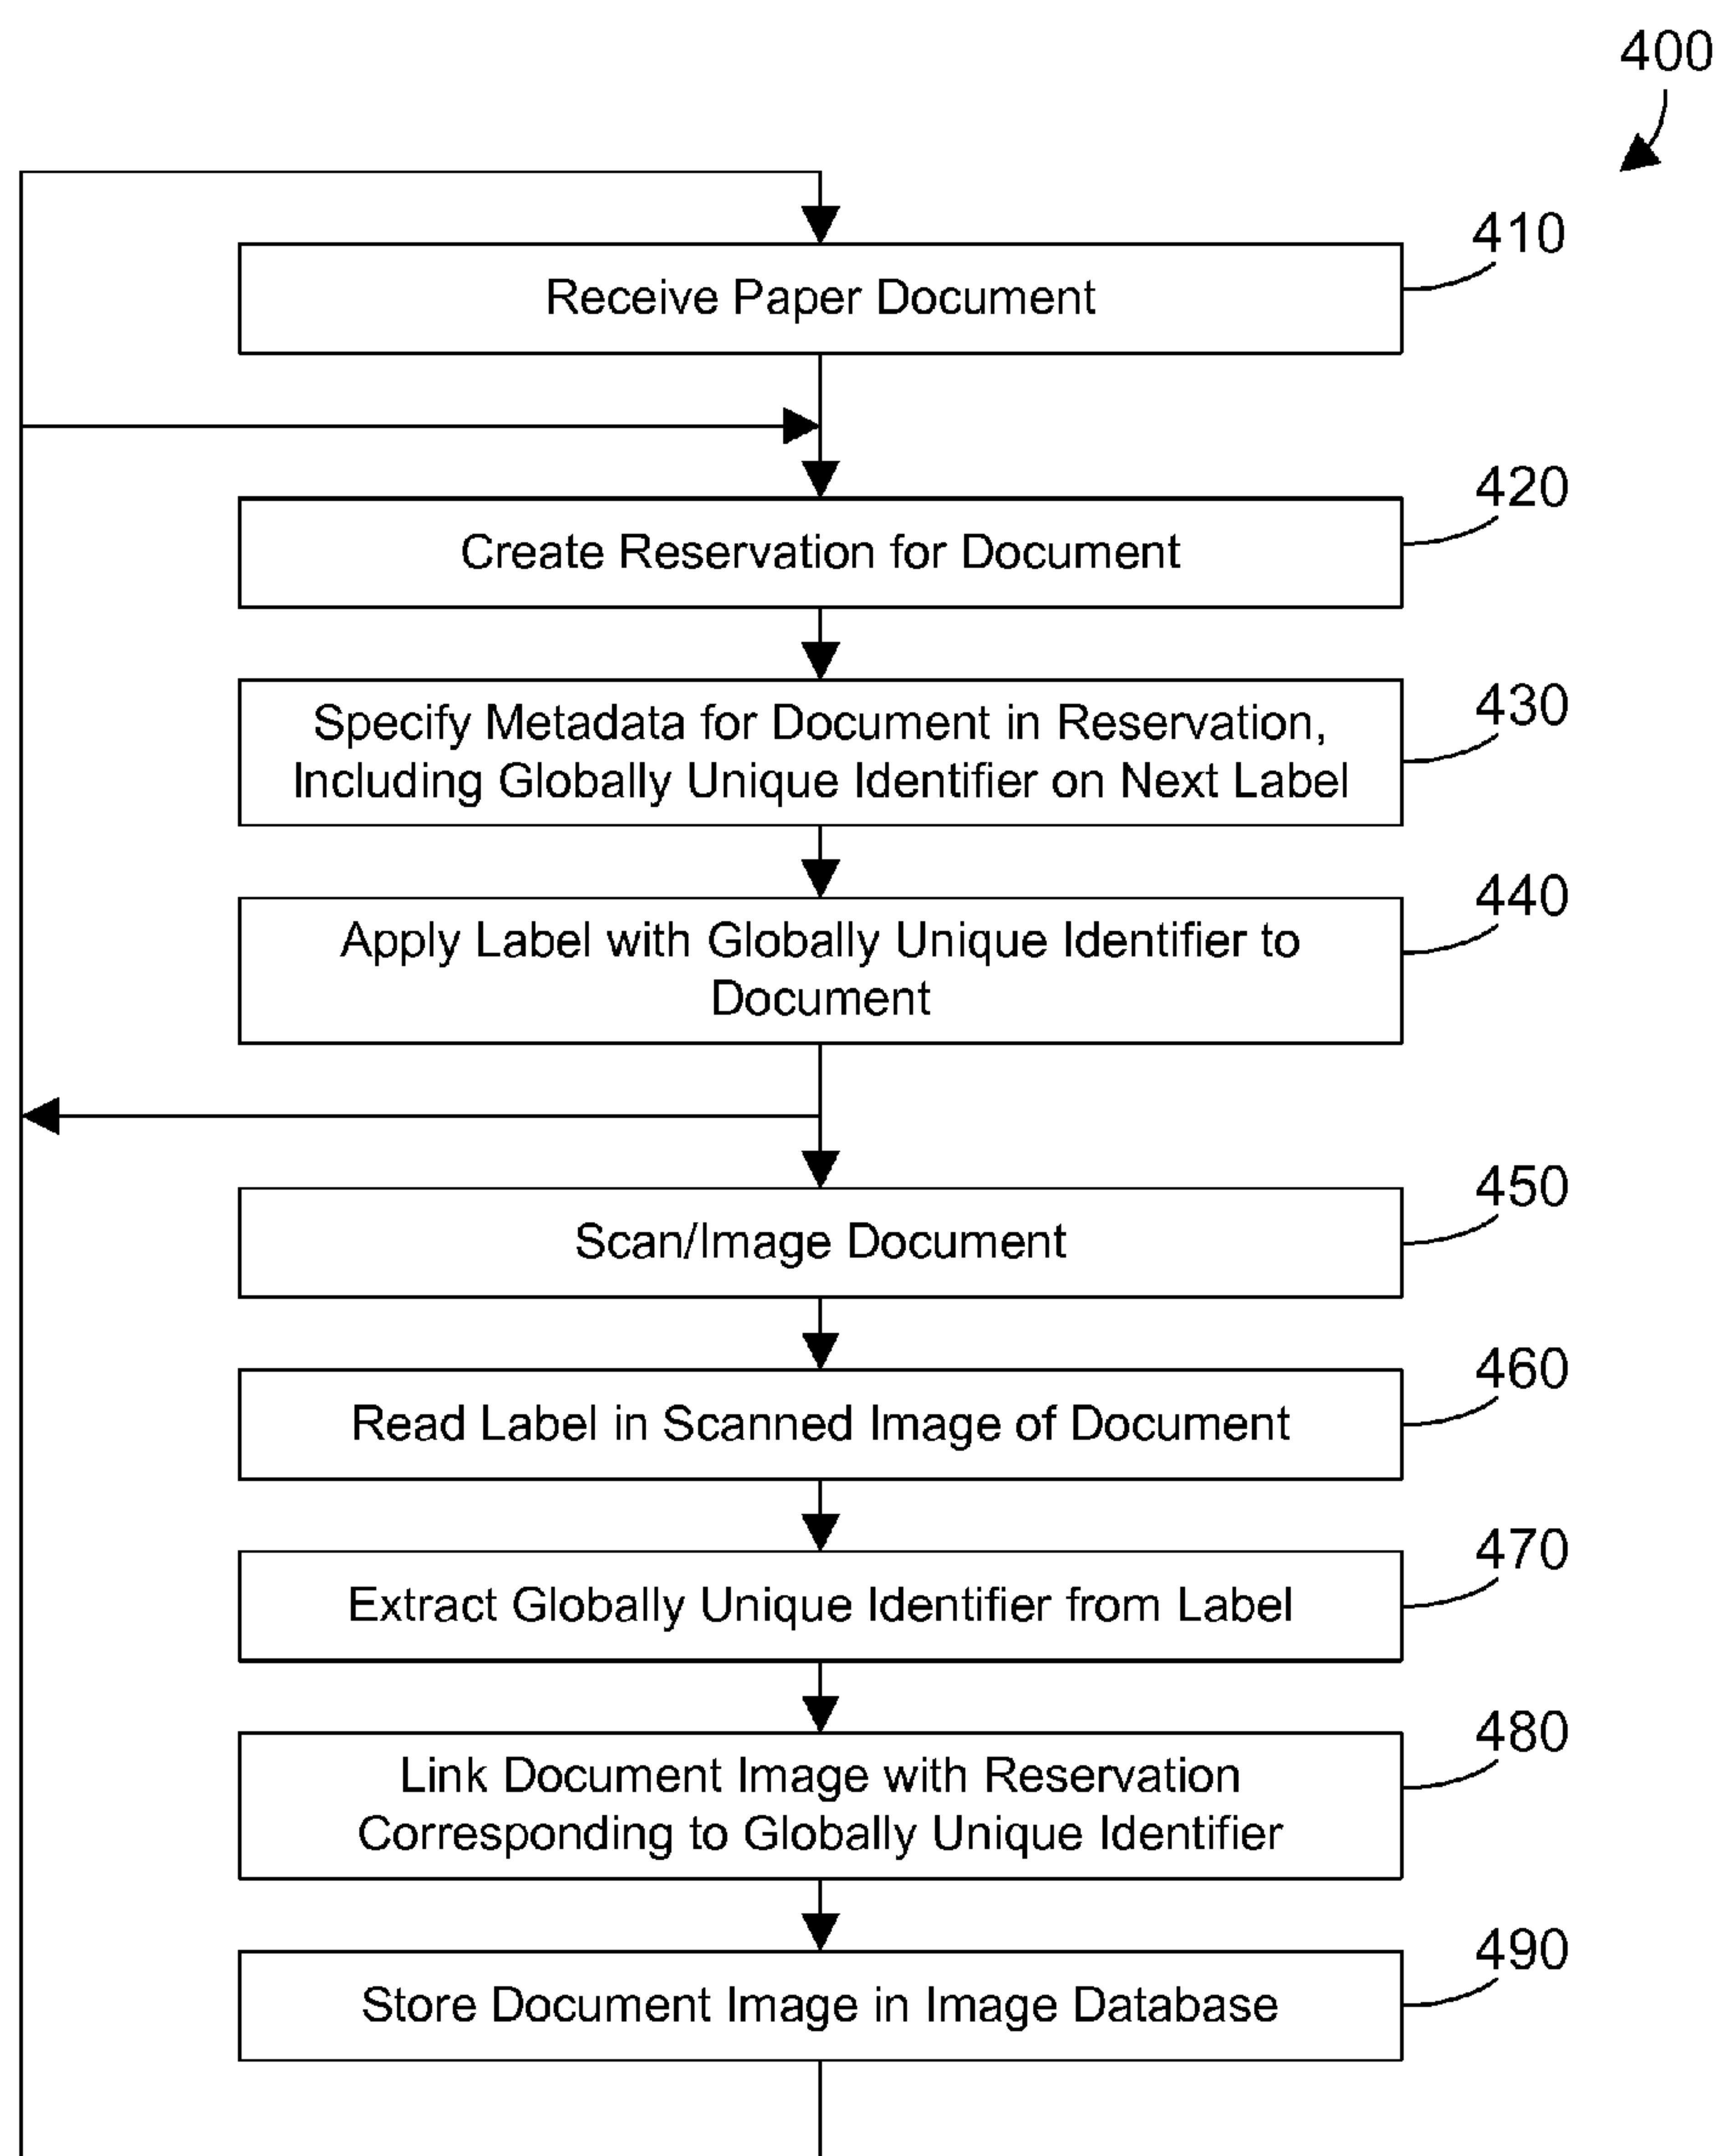 400
410
Receive Paper Document
420
Create Reservation for Document
430
Specify Metadata for Document in Reservation,
Including Globally Unique Identifier on Next Label
440
Apply Label with Globally Unique Identifier to
Document
450
Scan/Image Document
460
Read Label in Scanned Image of Document
470
Extract Globally Unique Identifier from Label
480
Link Document Image with Reservation
Corresponding to Globally Unique Identifier
490
Store Document Image in Image Database